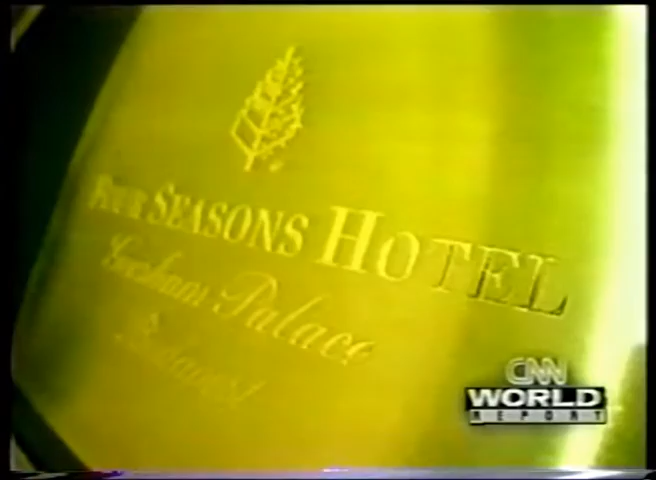 FOUR SEASONS HOTEL
Gresham Palace
Budapest
CNN
WORLD
REPORT